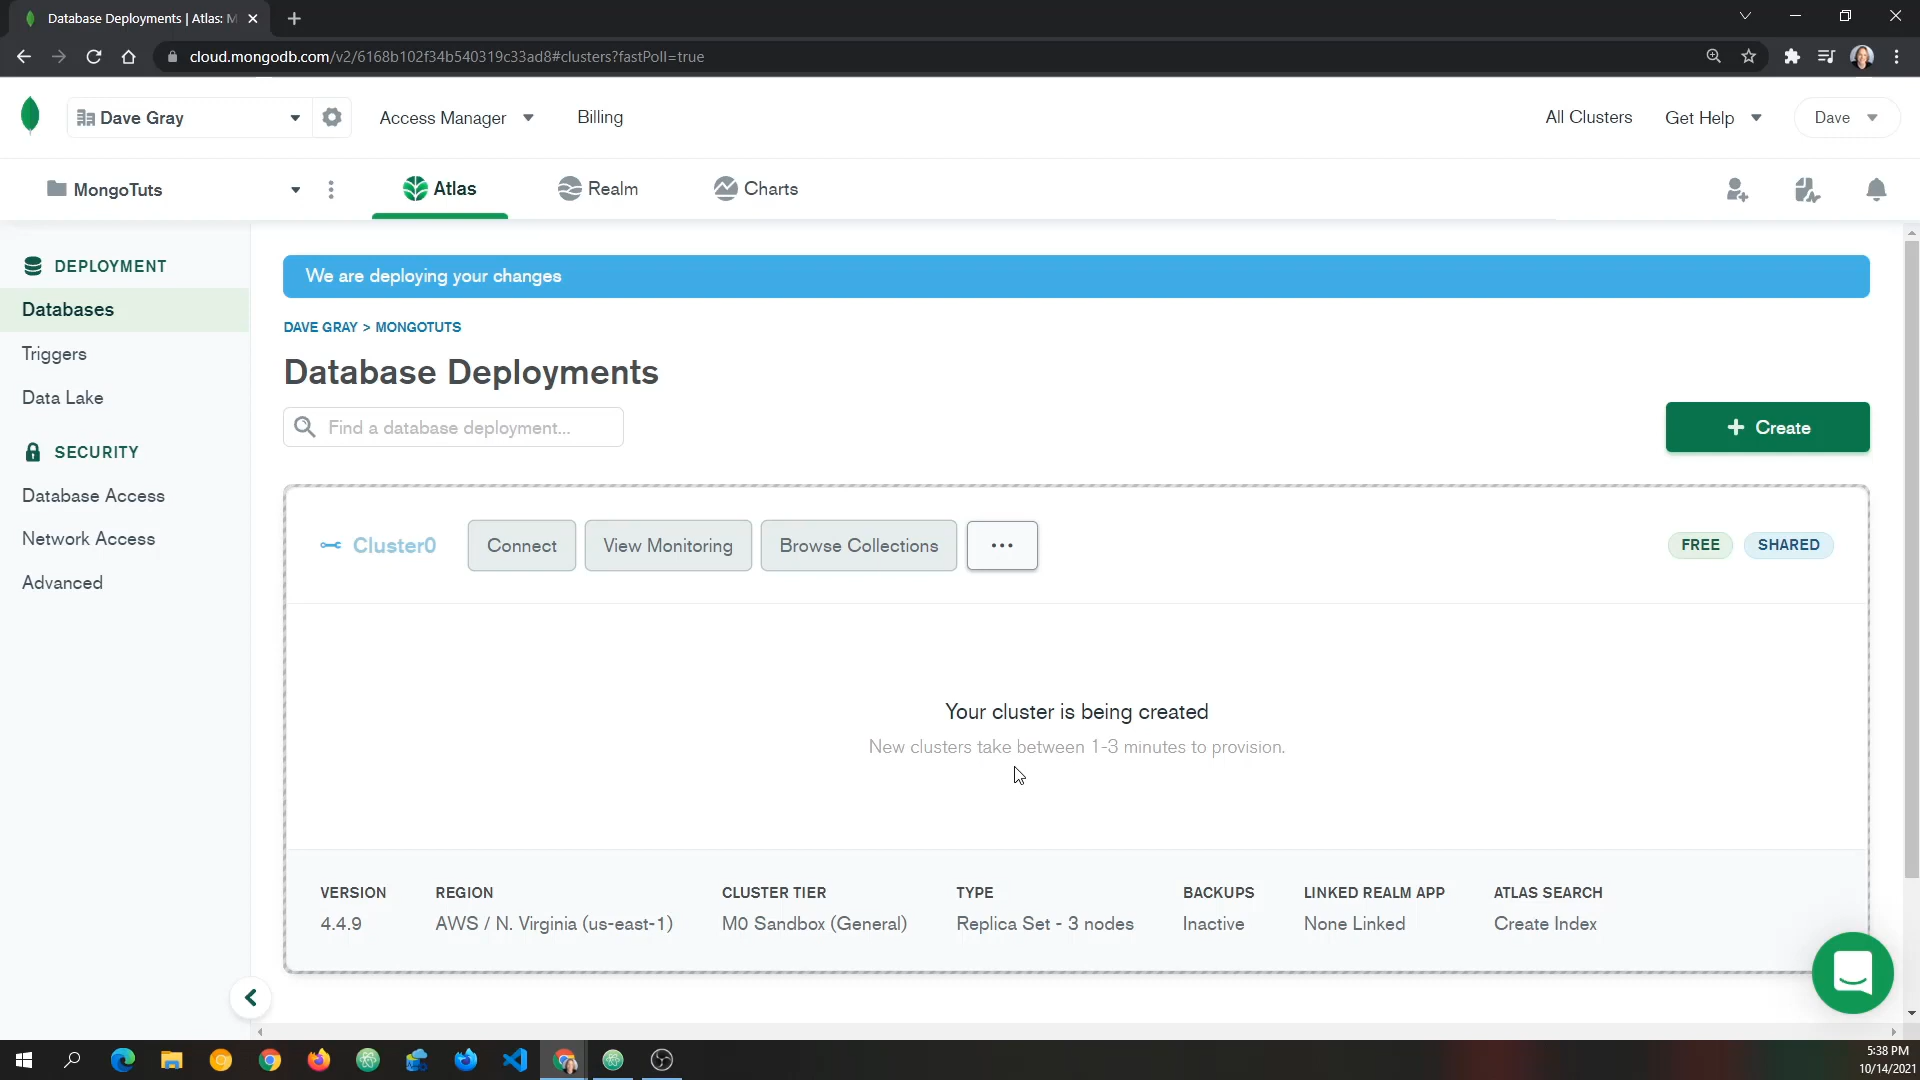 Database Deployments | Atlas: M
cloud.mongodb.com/v2/6168b102f34b540319c33ad8#clusters?fastPoll=true
Dave Gray
Access Manager
Billing
All Clusters
Get Help
Dave
MongoTuts
Atlas
Realm
Charts
DEPLOYMENT
Databases
Triggers
Data Lake
SECURITY
Database Access
Network Access
Advanced
We are deploying your changes
DAVE GRAY > MONGOTUTS
Database Deployments
Find a database deployment...
+ Create
Cluster0
Connect
View Monitoring
Browse Collections
...
FREE
SHARED
Your cluster is being created
New clusters take between 1-3 minutes to provision.
VERSION
4.4.9
REGION
AWS / N. Virginia (us-east-1)
CLUSTER TIER
M0 Sandbox (General)
TYPE
Replica Set - 3 nodes
BACKUPS
Inactive
LINKED REALM APP
None Linked
ATLAS SEARCH
Create Index
5:38 PM
10/14/2021